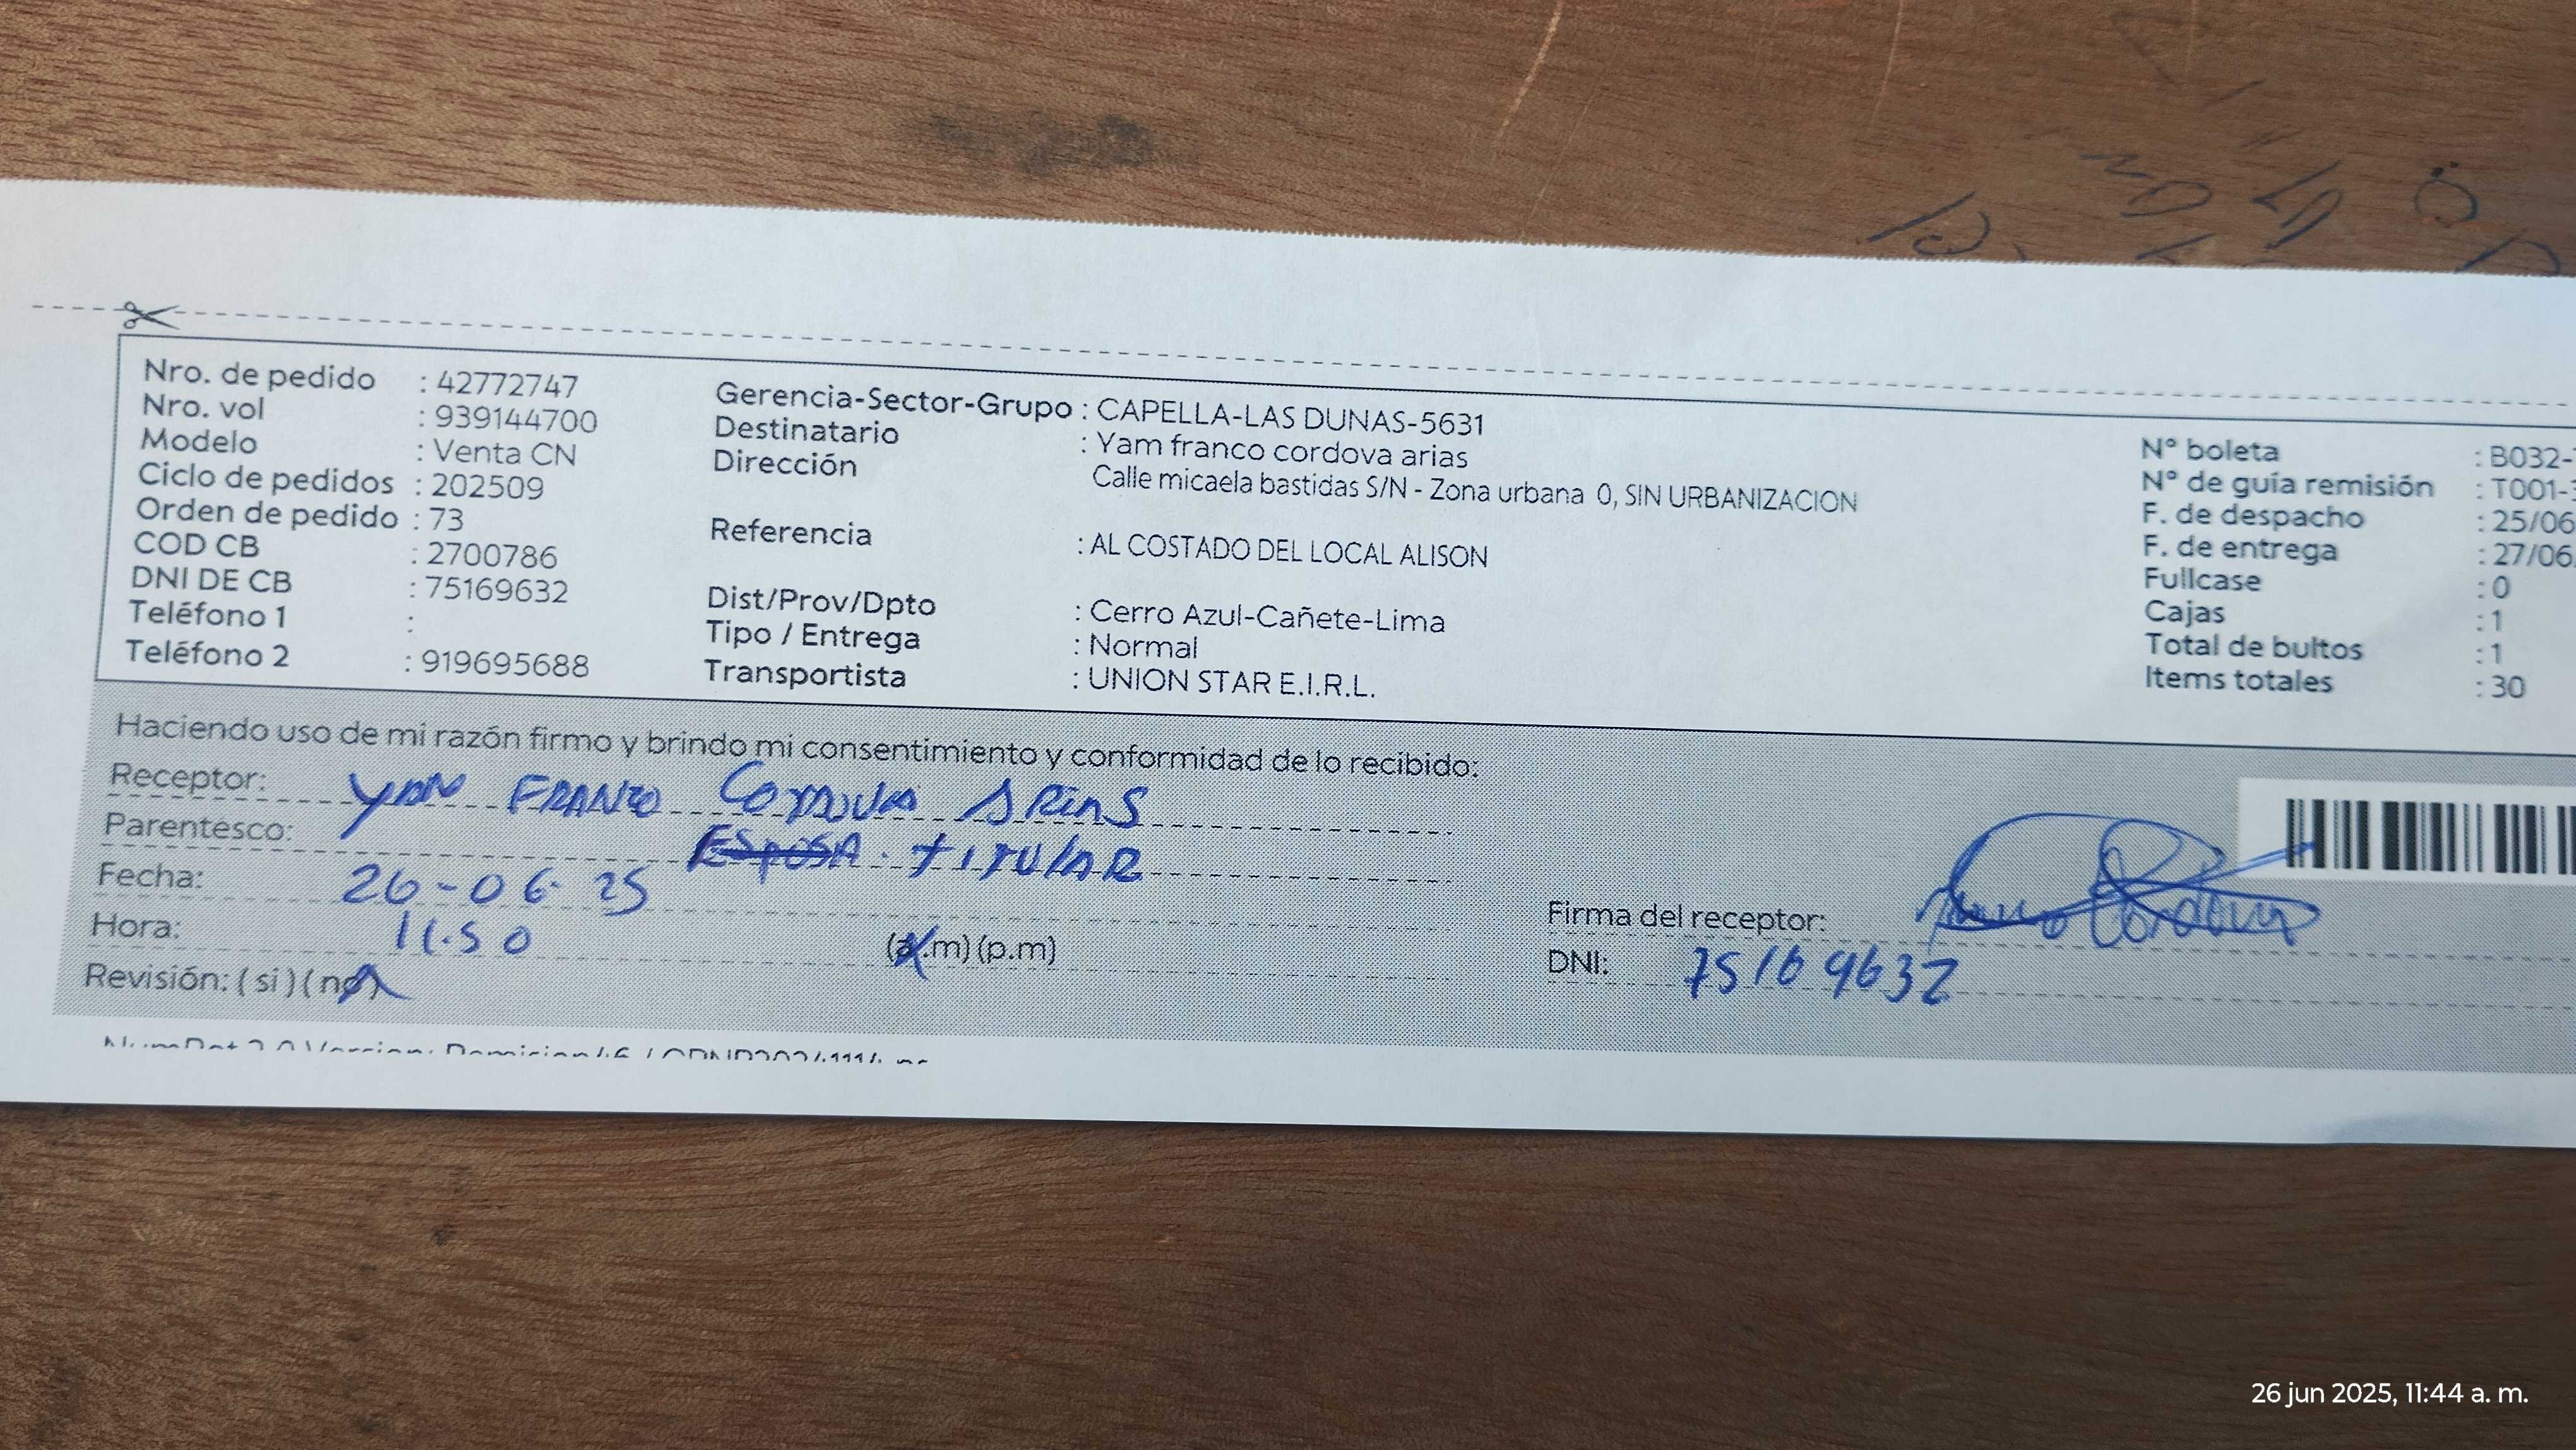 Nro. de pedido : 42772747
Nro. vol : 939144700
Modelo : Venta CN
Ciclo de pedidos : 202509
Orden de pedido : 73
COD CB : 2700786
DNI DE CB : 75169632
Teléfono 1 :
Teléfono 2 : 919695688
Gerencia-Sector-Grupo : CAPELLA-LAS DUNAS-5631
Destinatario : Yam franco cordova arias
Dirección Calle micaela bastidas S/N - Zona urbana 0, SIN URBANIZACION
Referencia : AL COSTADO DEL LOCAL ALISON
Dist/Prov/Dpto : Cerro Azul-Cañete-Lima
Tipo / Entrega : Normal
Transportista : UNION STAR E.I.R.L.
N° boleta : B032-
N° de guía remisión : T001-
F. de despacho : 25/06
F. de entrega : 27/06
Fullcase : 0
Cajas : 1
Total de bultos : 1
Items totales : 30
Haciendo uso de mi razón firmo y brindo mi consentimiento y conformidad de lo recibido:
Receptor: YAM FRANCO CORDOVA ARIAS
Parentesco: ESPOSA. TITULAR
Fecha: 26-06-25
Hora: 11.50 (a.m) (p.m)
Revisión: ( si ) ( no )
Firma del receptor:
DNI: 75169632
26 jun 2025, 11:44 a. m.